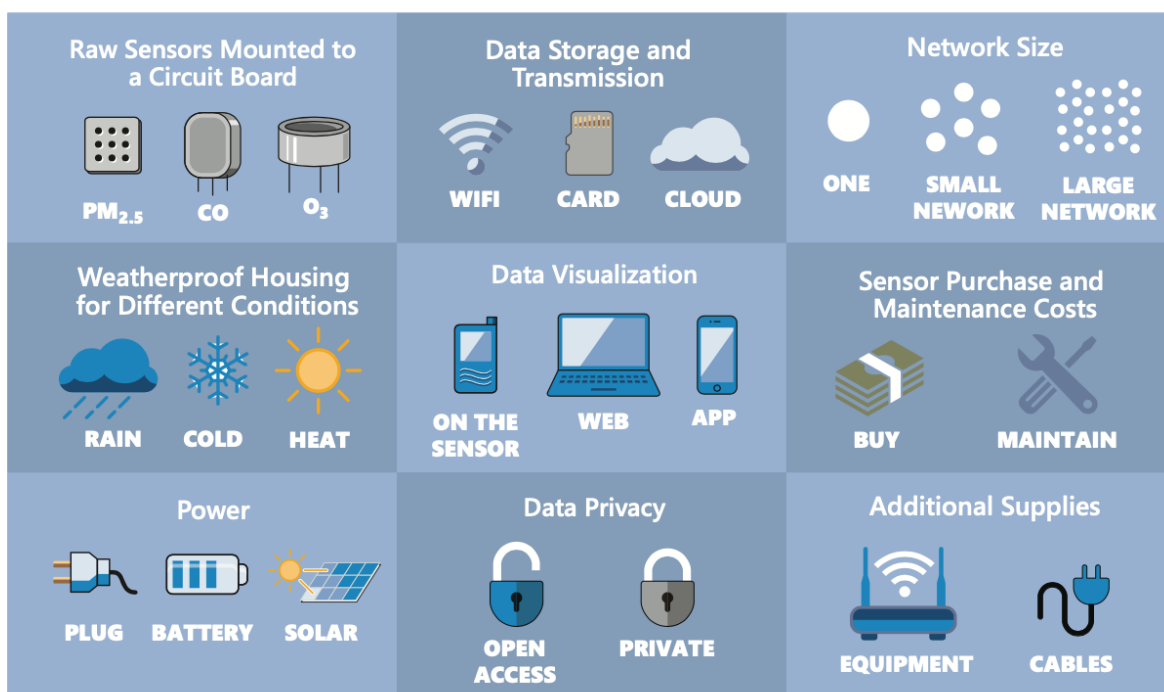 Raw Sensors Mounted to
a Circuit Board
PM2.5
CO
O3
Data Storage and
Transmission
WIFI
CARD
CLOUD
Network Size
ONE
SMALL
NEWORK
LARGE
NETWORK
Weatherproof Housing
for Different Conditions
RAIN
COLD
HEAT
Data Visualization
ON THE
SENSOR
WEB
APP
Sensor Purchase and
Maintenance Costs
BUY
MAINTAIN
Power
PLUG
BATTERY
SOLAR
Data Privacy
OPEN
ACCESS
PRIVATE
Additional Supplies
EQUIPMENT
CABLES